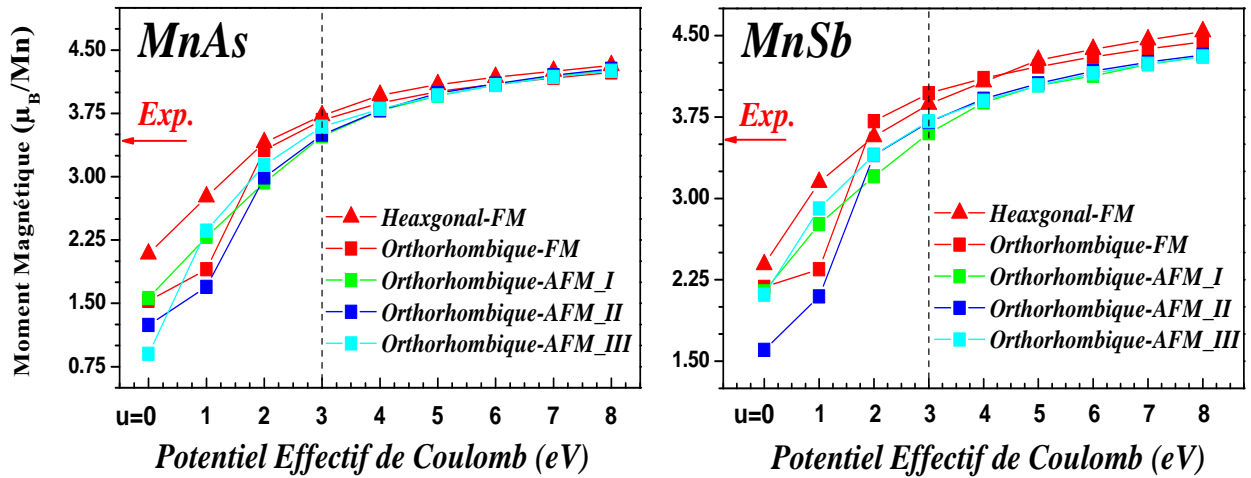 MnAs
Moment Magnétique (μB/Mn)
4.50
3.75
3.00
2.25
1.50
0.75
Exp.
Heaxgonal-FM
Orthorhombique-FM
Orthorhombique-AFM_I
Orthorhombique-AFM_II
Orthorhombique-AFM_III
u=0 1 2 3 4 5 6 7 8
Potentiel Effectif de Coulomb (eV)
MnSb
4.50
3.75
3.00
2.25
1.50
Exp.
Heaxgonal-FM
Orthorhombique-FM
Orthorhombique-AFM_I
Orthorhombique-AFM_II
Orthorhombique-AFM_III
u=0 1 2 3 4 5 6 7 8
Potentiel Effectif de Coulomb (eV)